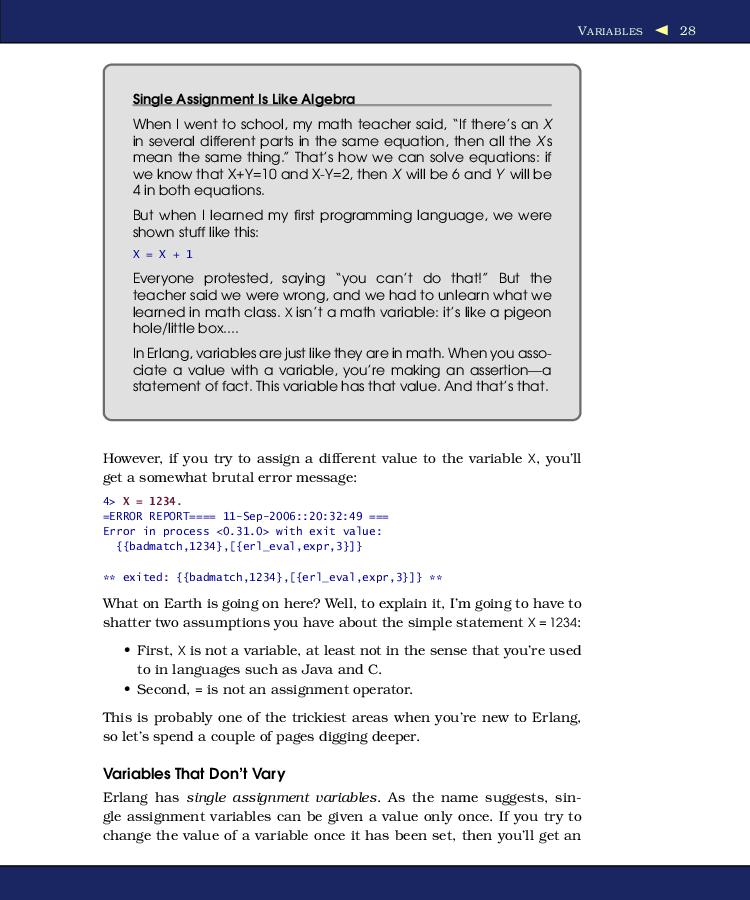 VARIABLES ◀ 28
Single Assignment Is Like Algebra
When I went to school, my math teacher said, “If there’s an X
in several different parts in the same equation, then all the Xs
mean the same thing.” That’s how we can solve equations: if
we know that X+Y=10 and X-Y=2, then X will be 6 and Y will be
4 in both equations.
But when I learned my first programming language, we were
shown stuff like this:
X = X + 1
Everyone protested, saying “you can’t do that!” But the
teacher said we were wrong, and we had to unlearn what we
learned in math class. X isn’t a math variable: it’s like a pigeon
hole/little box....
In Erlang, variables are just like they are in math. When you asso-
ciate a value with a variable, you’re making an assertion—a
statement of fact. This variable has that value. And that’s that.
However, if you try to assign a different value to the variable X, you’ll
get a somewhat brutal error message:
4> X = 1234.
=ERROR REPORT==== 11-Sep-2006::20:32:49 ===
Error in process <0.31.0> with exit value:
{{badmatch,1234},[{erl_eval,expr,3}]}
** exited: {{badmatch,1234},[{erl_eval,expr,3}]} **
What on Earth is going on here? Well, to explain it, I’m going to have to
shatter two assumptions you have about the simple statement X = 1234:
• First, X is not a variable, at least not in the sense that you’re used
to in languages such as Java and C.
• Second, = is not an assignment operator.
This is probably one of the trickiest areas when you’re new to Erlang,
so let’s spend a couple of pages digging deeper.
Variables That Don’t Vary
Erlang has single assignment variables. As the name suggests, sin-
gle assignment variables can be given a value only once. If you try to
change the value of a variable once it has been set, then you’ll get an